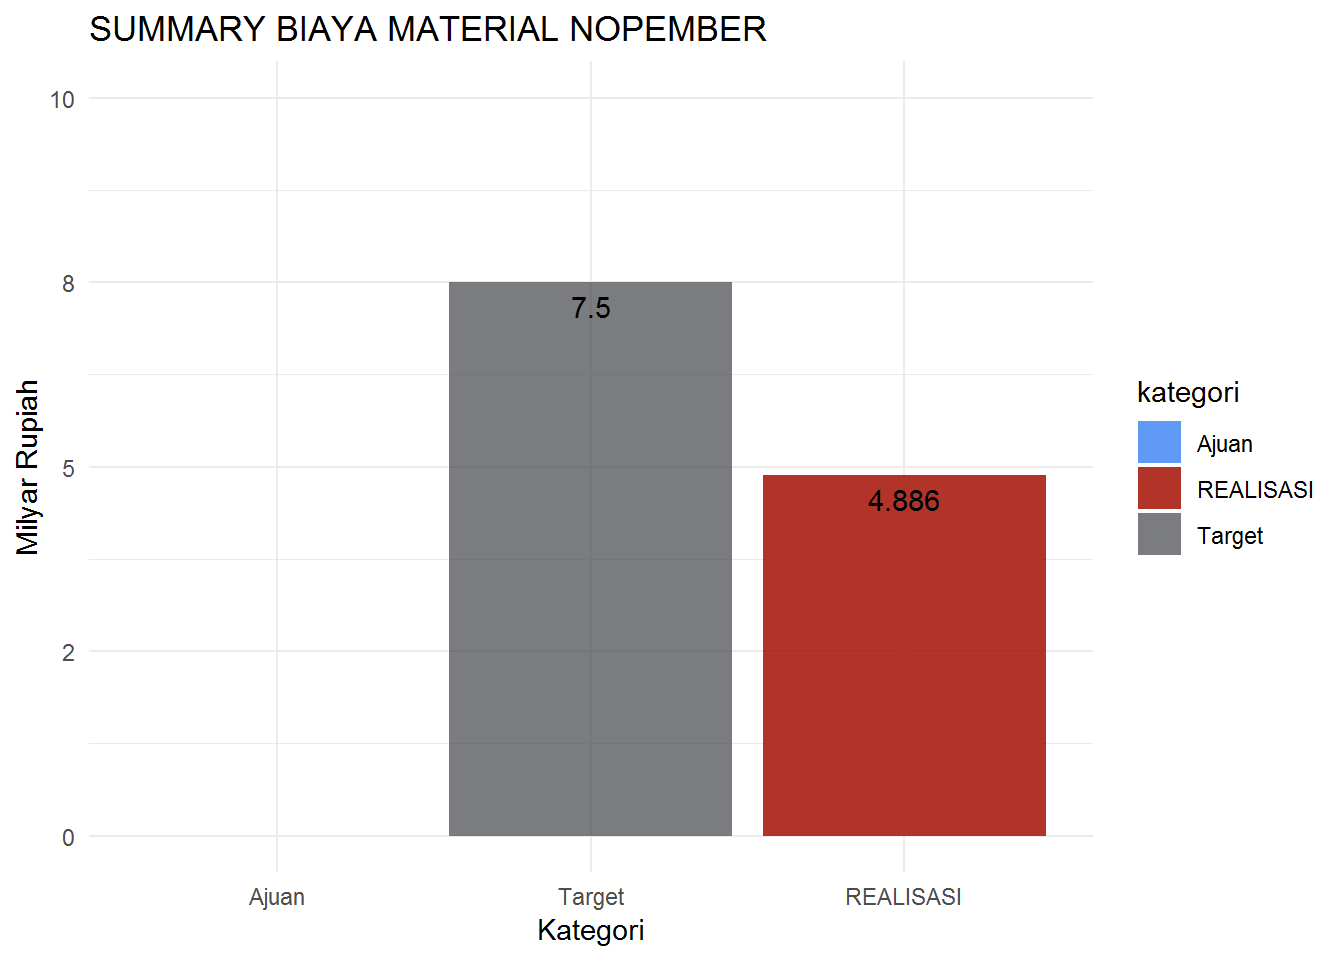 SUMMARY BIAYA MATERIAL NOPEMBER
10
8
5
2
0
Milyar Rupiah
7.5
4.886
Ajuan
Target
REALISASI
Kategori
kategori
Ajuan
REALISASI
Target